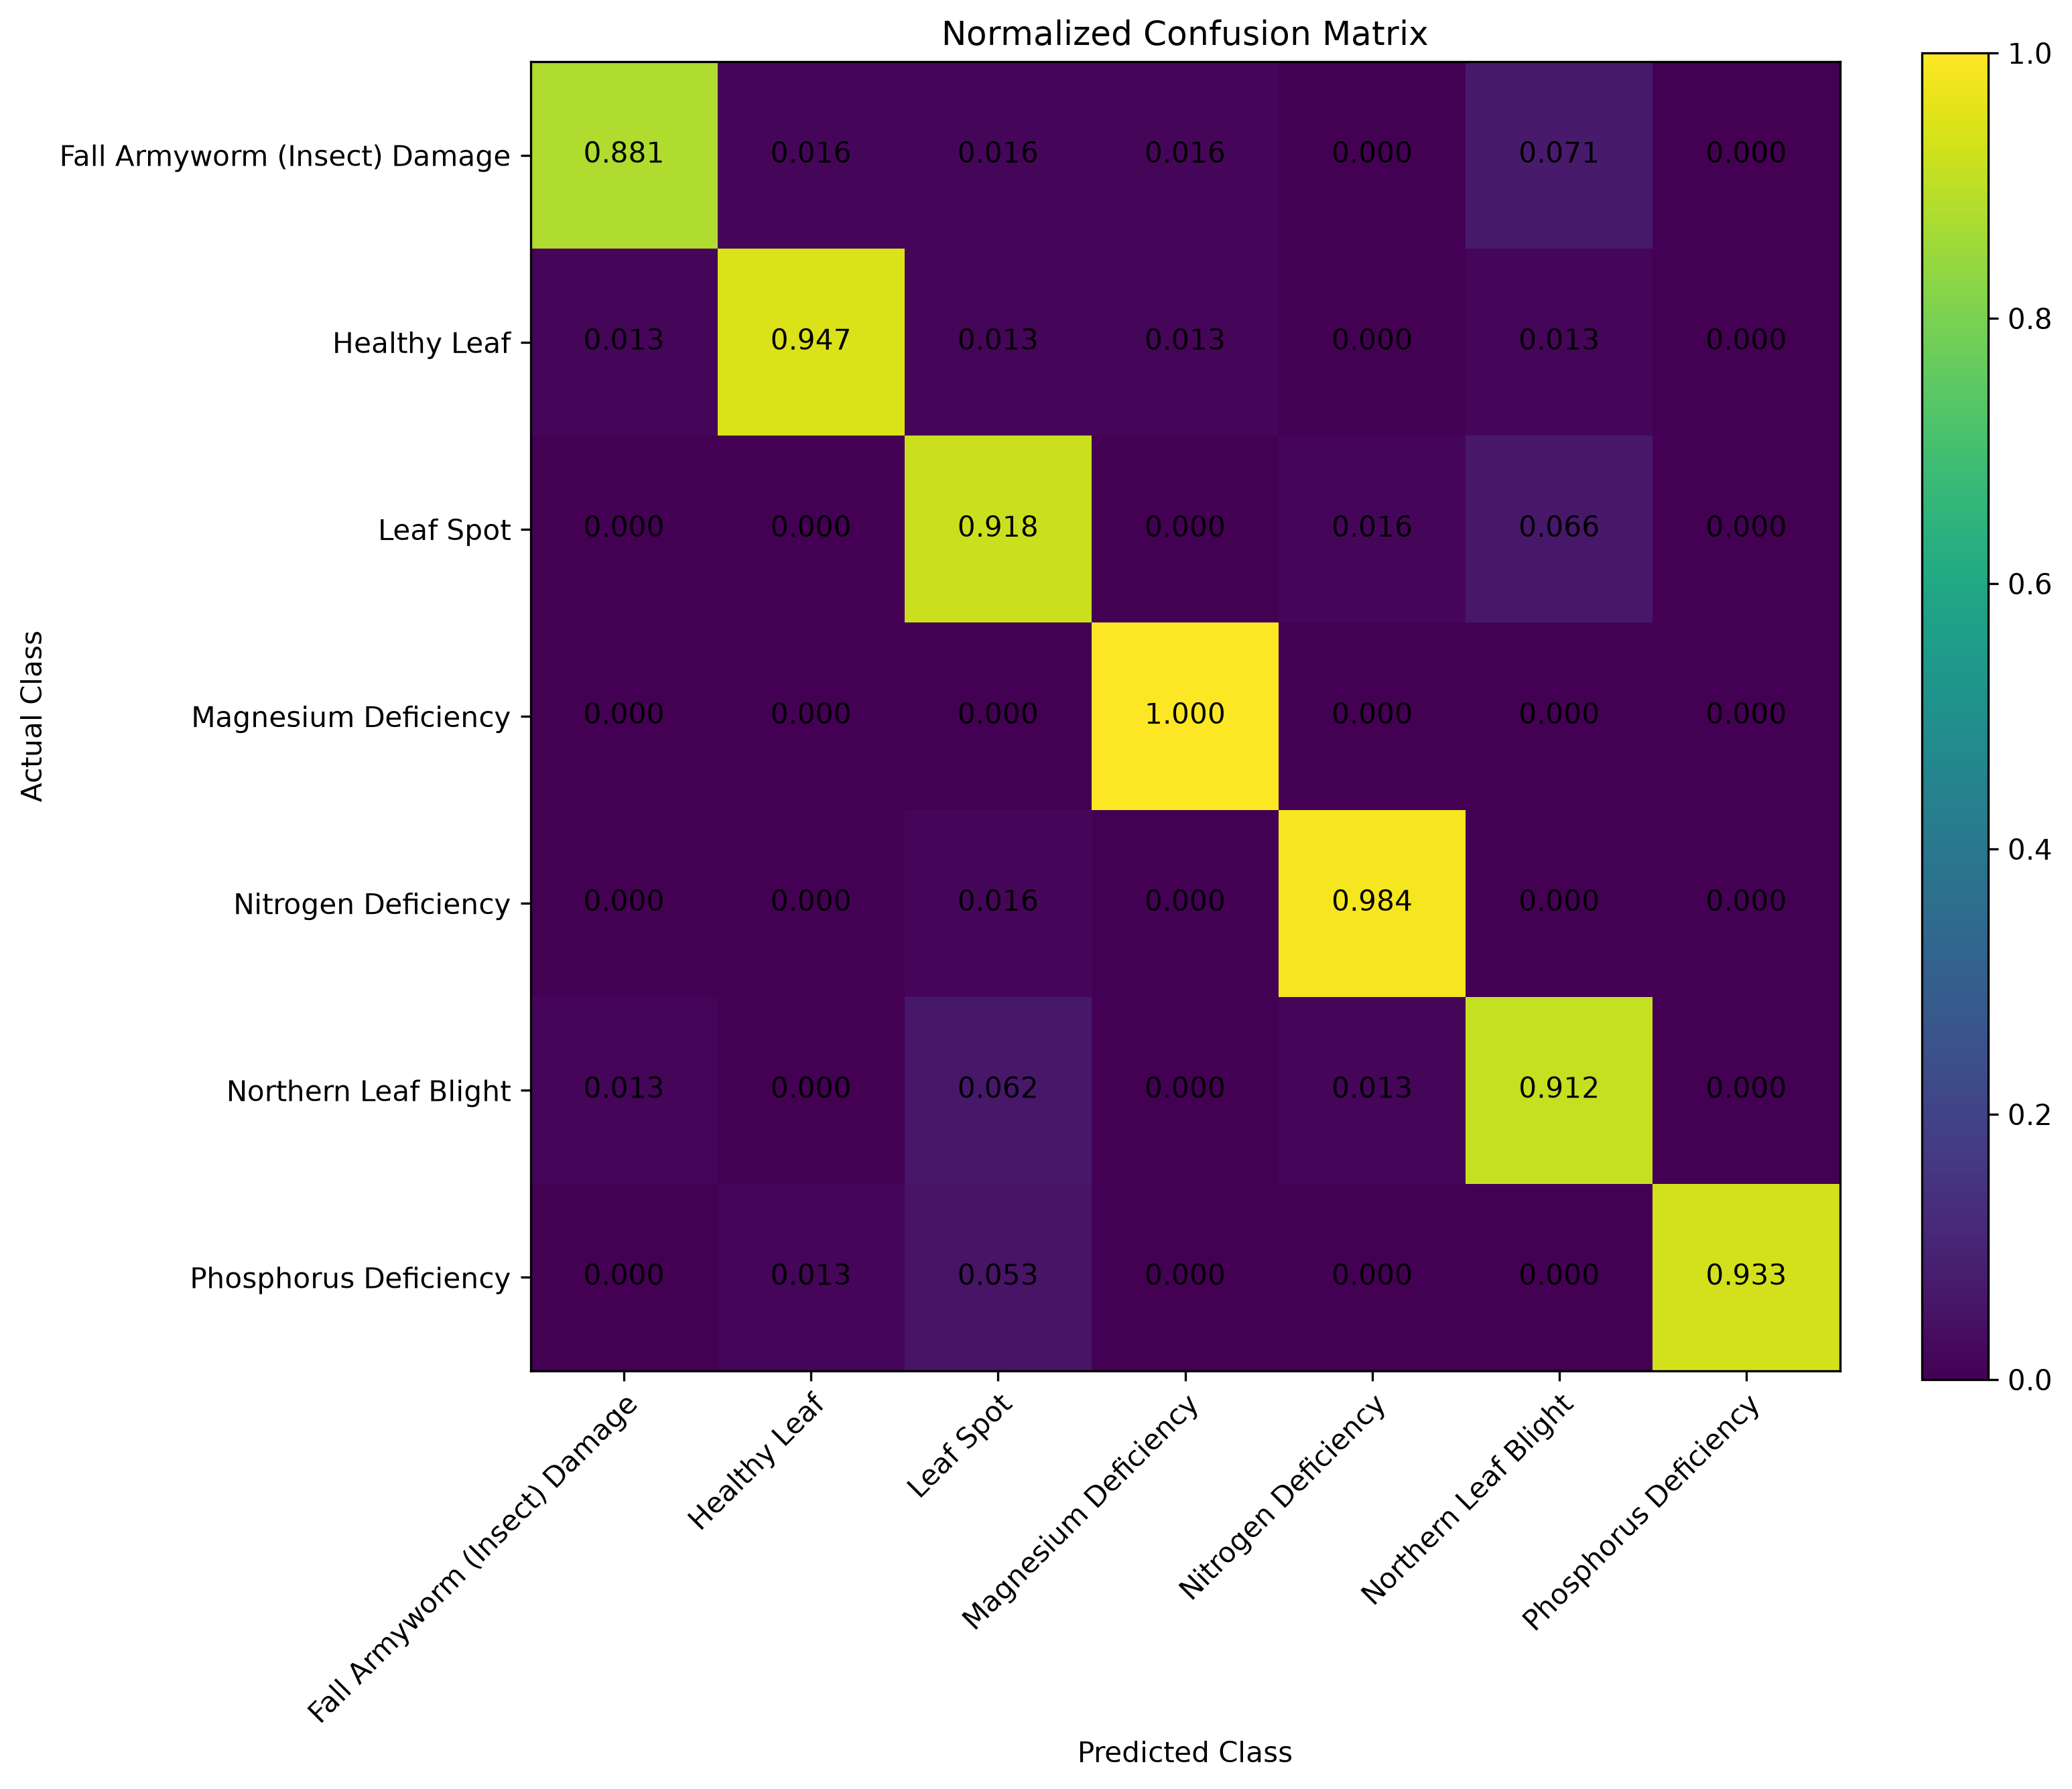 Normalized Confusion Matrix
Fall Armyworm (Insect) Damage 0.881 0.016 0.016 0.016 0.000 0.071 0.000
Healthy Leaf 0.013 0.947 0.013 0.013 0.000 0.013 0.000
Leaf Spot 0.000 0.000 0.918 0.000 0.016 0.066 0.000
Magnesium Deficiency 0.000 0.000 0.000 1.000 0.000 0.000 0.000
Nitrogen Deficiency 0.000 0.000 0.016 0.000 0.984 0.000 0.000
Northern Leaf Blight 0.013 0.000 0.062 0.000 0.013 0.912 0.000
Phosphorus Deficiency 0.000 0.013 0.053 0.000 0.000 0.000 0.933
Actual Class
Fall Armyworm (Insect) Damage
Healthy Leaf
Leaf Spot
Magnesium Deficiency
Nitrogen Deficiency
Northern Leaf Blight
Phosphorus Deficiency
Predicted Class
1.0
0.8
0.6
0.4
0.2
0.0